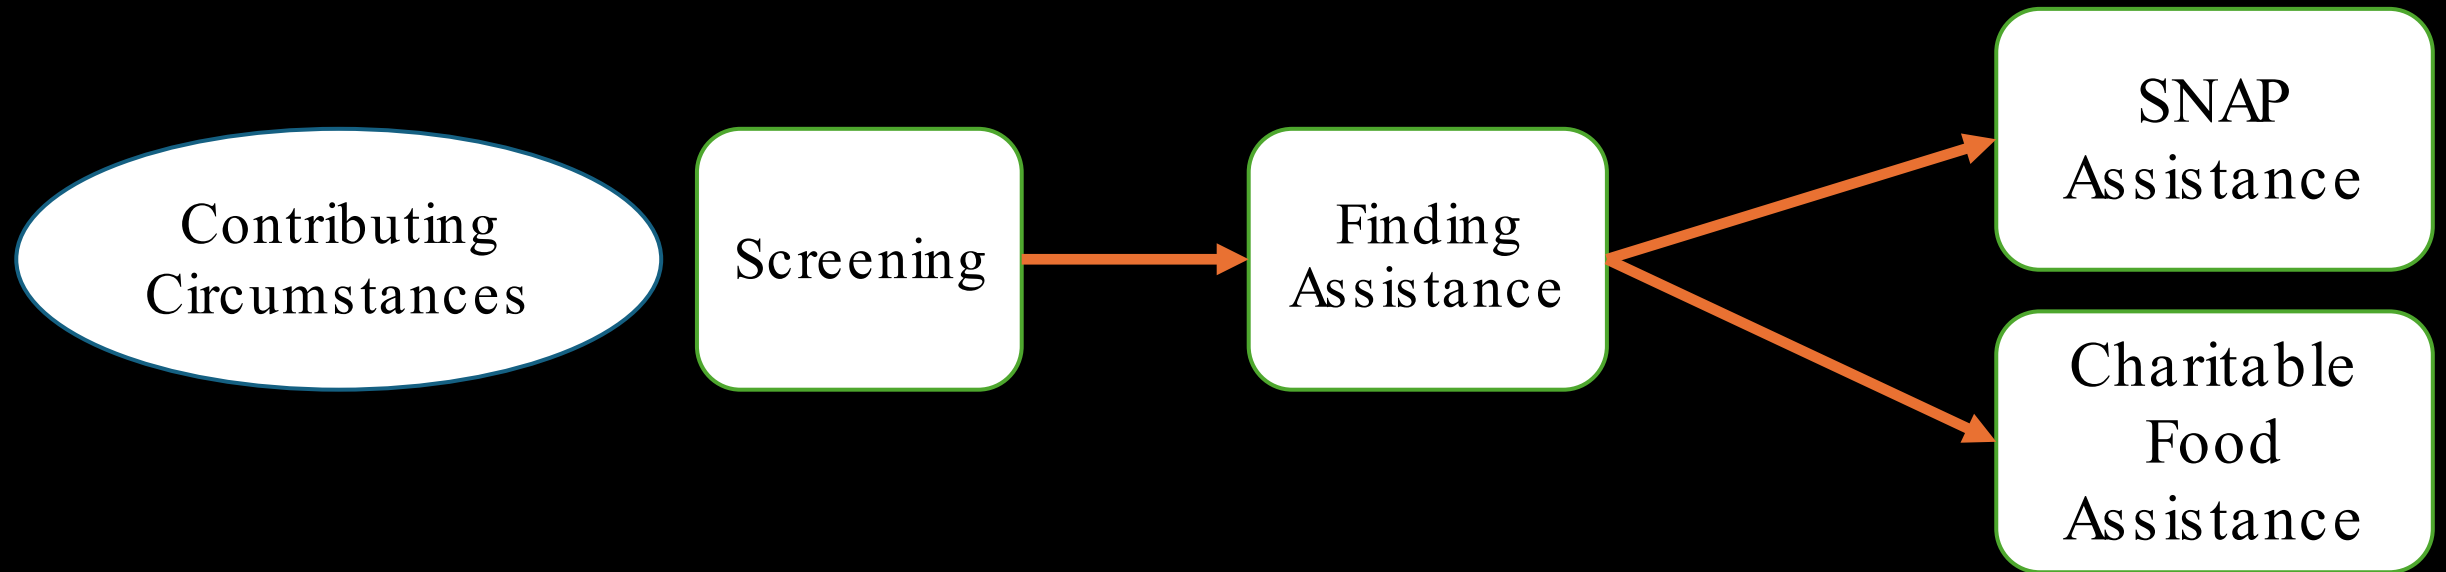 Contributing
Circumstances
Screening
Finding
Assistance
SNAP
Assistance
Charitable
Food
Assistance